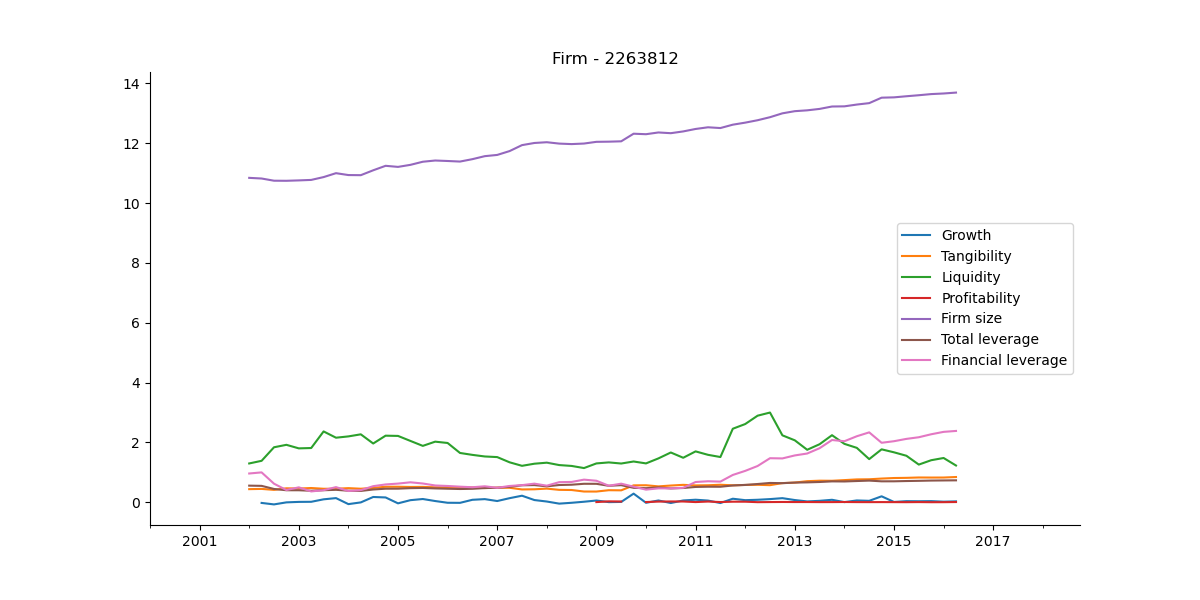 Firm - 2263812
14
12
10
8
6
4
2
0
2001 2003 2005 2007 2009 2011 2013 2015 2017
Growth
Tangibility
Liquidity
Profitability
Firm size
Total leverage
Financial leverage